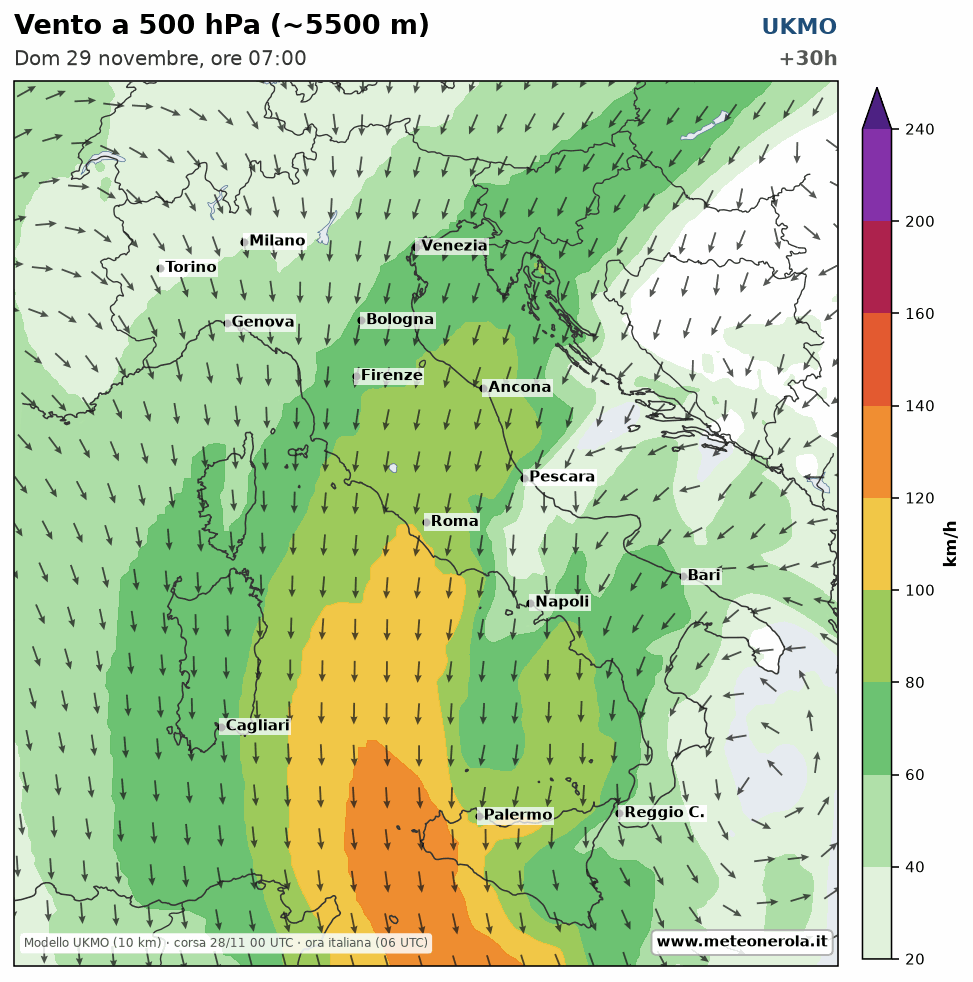 Vento a 500 hPa (~5500 m)
UKMO
Dom 29 novembre, ore 07:00
+30h
Milano
Venezia
Torino
Genova
Bologna
Firenze
Ancona
Pescara
Roma
Bari
Napoli
Cagliari
Palermo
Reggio C.
240
200
160
140
120
100
80
60
40
20
km/h
Modello UKMO (10 km) · corsa 28/11 00 UTC · ora italiana (06 UTC)
www.meteonerola.it